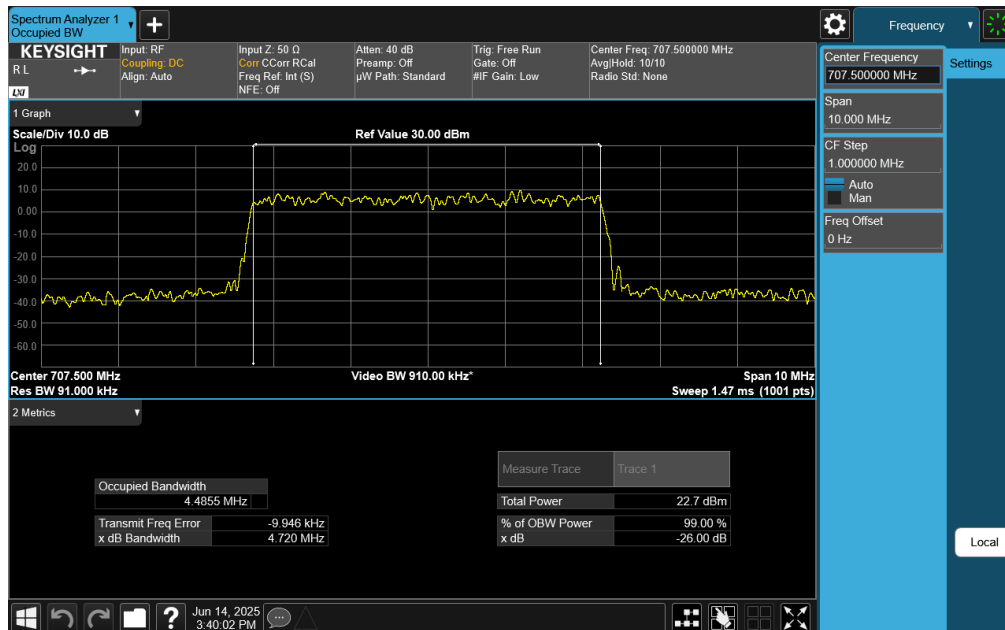 Spectrum Analyzer 1
Occupied BW
Frequency
KEYSIGHT
R L
LXI
Input: RF
Coupling: DC
Align: Auto
Input Z: 50 Ω
Corr CCorr RCal
Freq Ref: Int (S)
NFE: Off
Atten: 40 dB
Preamp: Off
µW Path: Standard
Trig: Free Run
Gate: Off
#IF Gain: Low
Center Freq: 707.500000 MHz
Avg|Hold: 10/10
Radio Std: None
Center Frequency
707.500000 MHz
Settings
Span
10.000 MHz
CF Step
1.000000 MHz
Auto
Man
Freq Offset
0 Hz
Local
1 Graph
Scale/Div 10.0 dB
Ref Value 30.00 dBm
Log
20.0
10.0
0.00
-10.0
-20.0
-30.0
-40.0
-50.0
-60.0
Center 707.500 MHz
Video BW 910.00 kHz*
Span 10 MHz
Res BW 91.000 kHz
Sweep 1.47 ms (1001 pts)
2 Metrics
Measure Trace Trace 1
Occupied Bandwidth
4.4855 MHz
Total Power 22.7 dBm
Transmit Freq Error -9.946 kHz
% of OBW Power 99.00 %
x dB Bandwidth 4.720 MHz
x dB -26.00 dB
?
Jun 14, 2025
3:40:02 PM